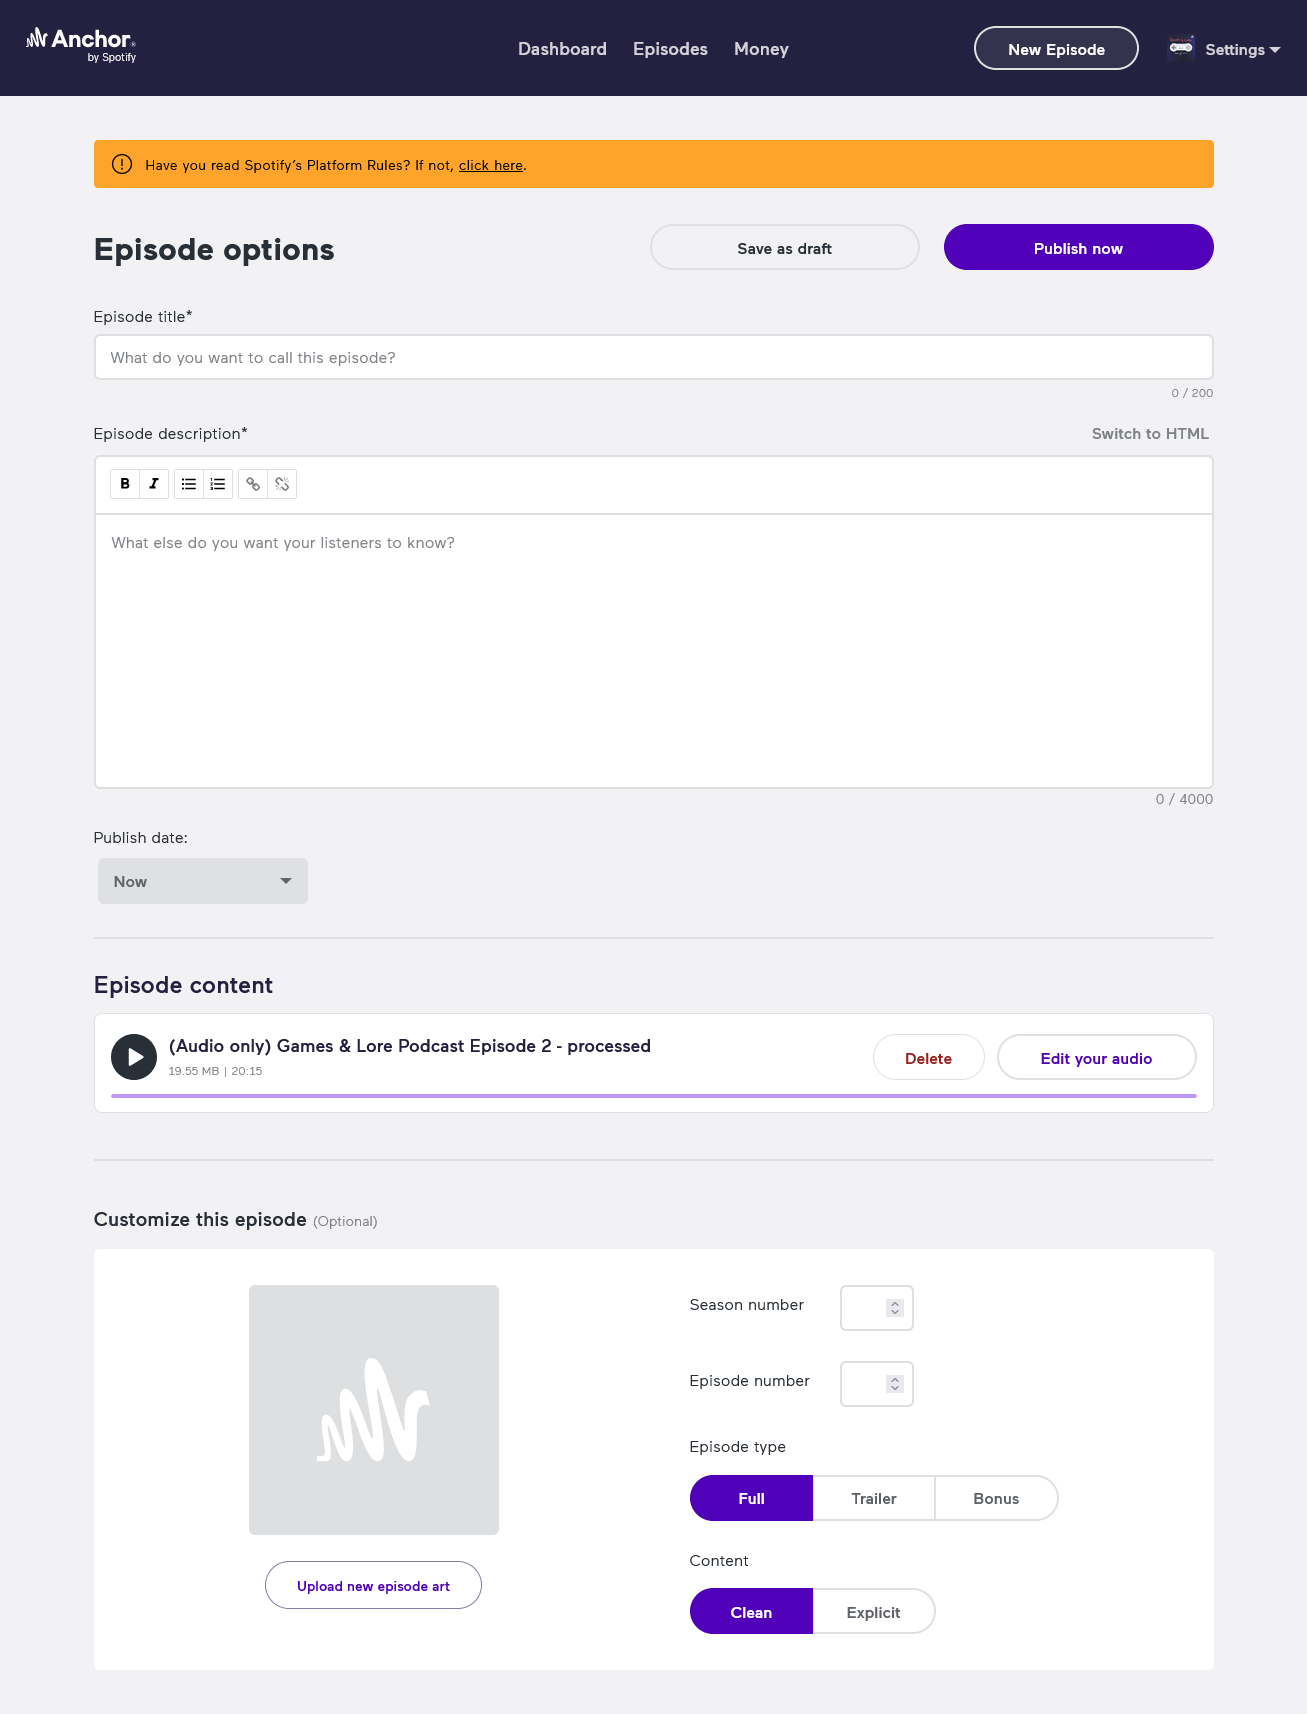 Anchor
by Spotify
Dashboard
Episodes
Money
New Episode
Settings
Have you read Spotify's Platform Rules? If not, click here.
Episode options
Save as draft
Publish now
Episode title*
What do you want to call this episode?
0 / 200
Episode description*
Switch to HTML
B I
What else do you want your listeners to know?
0 / 4000
Publish date:
Now
Episode content
(Audio only) Games & Lore Podcast Episode 2 - processed
19.55 MB | 20:15
Delete
Edit your audio
Customize this episode (Optional)
Season number
Episode number
Episode type
Full
Trailer
Bonus
Content
Clean
Explicit
Upload new episode art